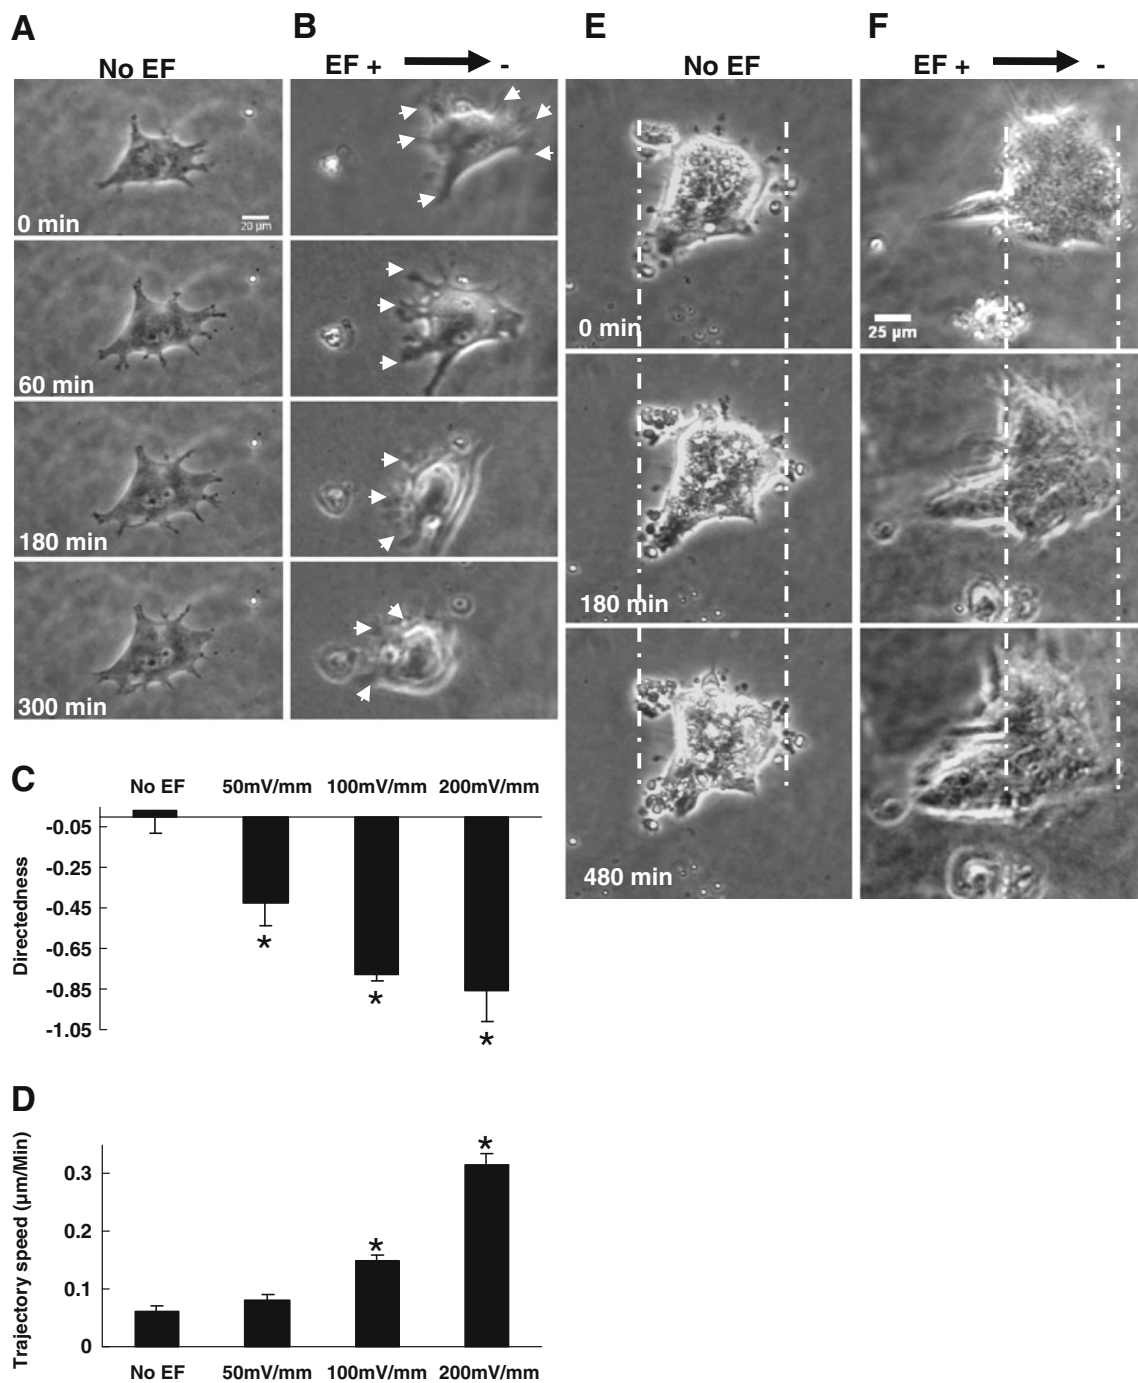 A
B
E
F
No EF
EF + -
No EF
EF + -
0 min
20 µm
60 min
180 min
300 min
0 min
25 µm
180 min
480 min
C
No EF 50mV/mm 100mV/mm 200mV/mm
Directedness
-0.05
-0.25
-0.45
-0.65
-0.85
-1.05
*
*
*
D
Trajectory speed (µm/Min)
0.3
0.2
0.1
0
*
*
No EF 50mV/mm 100mV/mm 200mV/mm